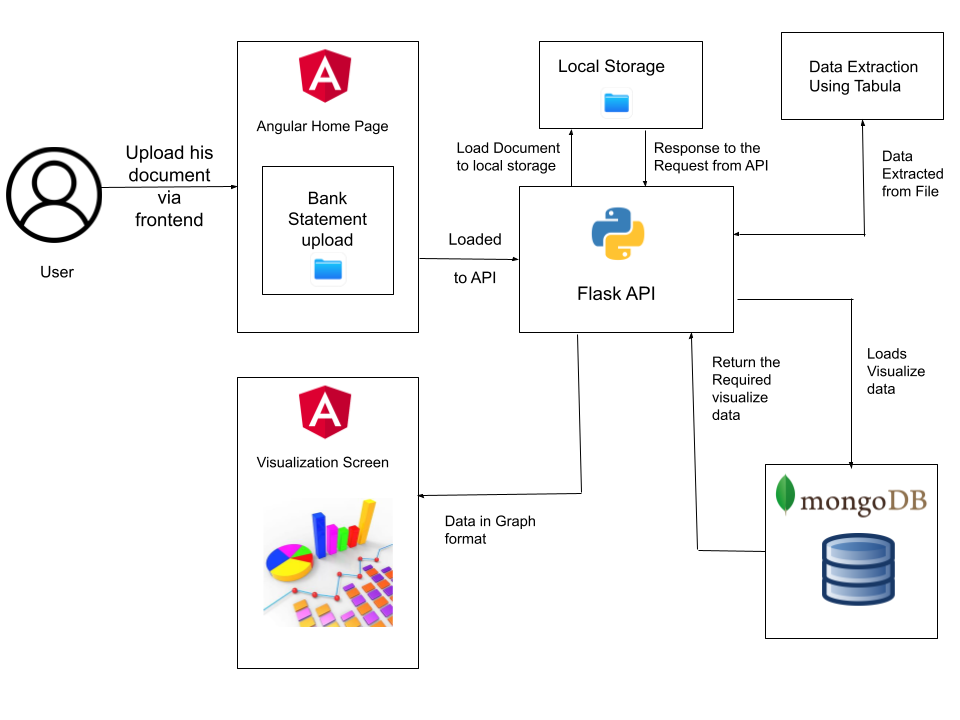 Upload his
document
via
frontend
User
Angular Home Page
Bank
Statement
upload
Loaded
to API
Local Storage
Load Document
to local storage
Response to the
Request from API
Data Extraction
Using Tabula
Data
Extracted
from File
Flask API
Return the
Required
visualize
data
Loads
Visualize
data
mongoDB
Visualization Screen
Data in Graph
format